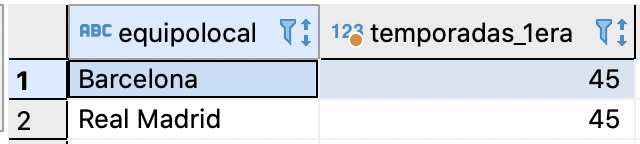 ABC equipolocal 123 temporadas_1era
1 Barcelona 45
2 Real Madrid 45